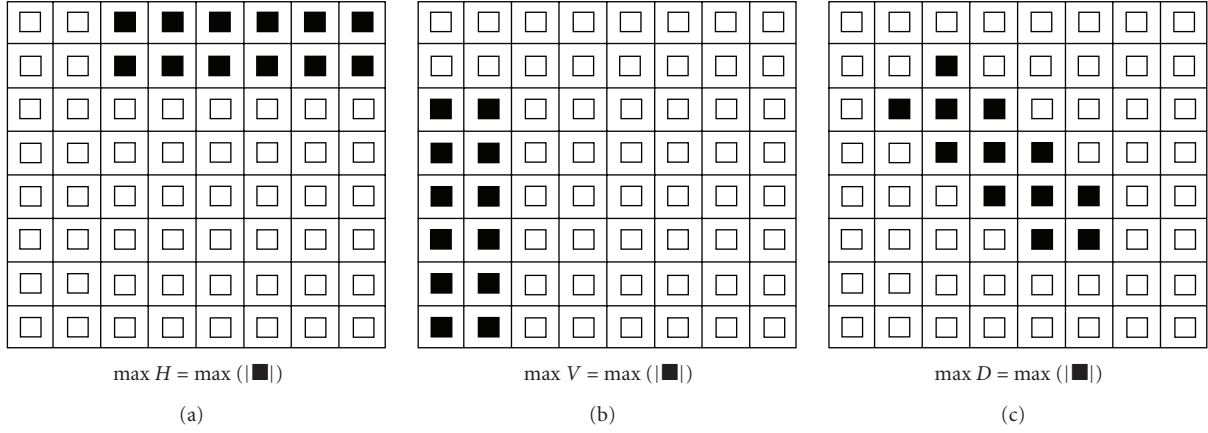 max H = max (|■|)
max V = max (|■|)
max D = max (|■|)
(a)
(b)
(c)